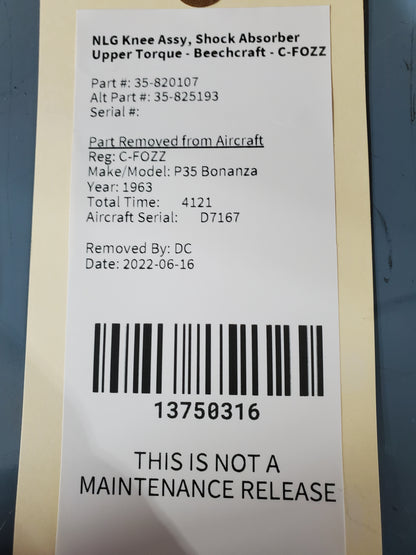 NLG Knee Assy, Shock Absorber
Upper Torque - Beechcraft - C-FOZZ
Part #: 35-820107
Alt Part #: 35-825193
Serial #:
Part Removed from Aircraft
Reg: C-FOZZ
Make/Model: P35 Bonanza
Year: 1963
Total Time: 4121
Aircraft Serial: D7167
Removed By: DC
Date: 2022-06-16
13750316
THIS IS NOT A
MAINTENANCE RELEASE